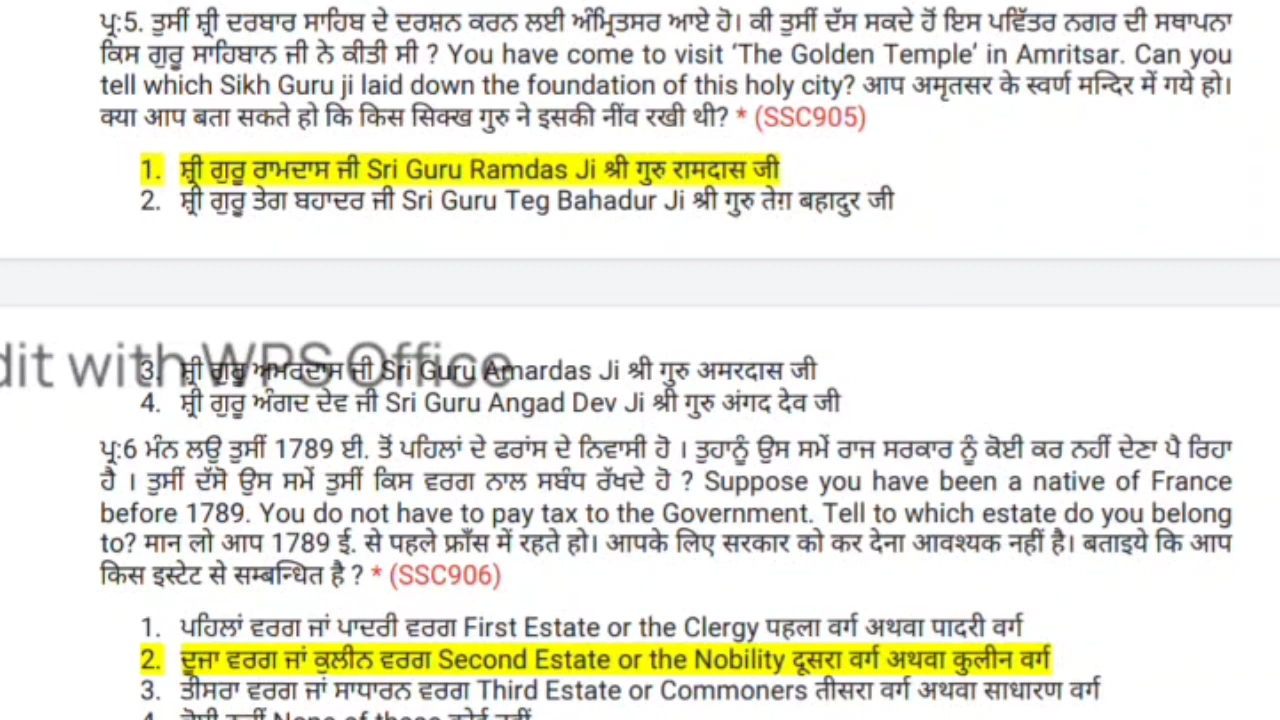 ਪ੍ਰ:5. ਤੁਸੀਂ ਸ਼੍ਰੀ ਦਰਬਾਰ ਸਾਹਿਬ ਦੇ ਦਰਸ਼ਨ ਕਰਨ ਲਈ ਅੰਮ੍ਰਿਤਸਰ ਆਏ ਹੋ। ਕੀ ਤੁਸੀਂ ਦੱਸ ਸਕਦੇ ਹੋਂ ਇਸ ਪਵਿੱਤਰ ਨਗਰ ਦੀ ਸਥਾਪਨਾ
ਕਿਸ ਗੁਰੂ ਸਾਹਿਬਾਨ ਜੀ ਨੇ ਕੀਤੀ ਸੀ ? You have come to visit ‘The Golden Temple’ in Amritsar. Can you
tell which Sikh Guru ji laid down the foundation of this holy city? आप अमृतसर के स्वर्ण मन्दिर में गये हो।
क्या आप बता सकते हो कि किस सिक्ख गुरु ने इसकी नींव रखी थी? * (SSC905)
1. ਸ਼੍ਰੀ ਗੁਰੂ ਰਾਮਦਾਸ ਜੀ Sri Guru Ramdas Ji श्री गुरु रामदास जी
2. ਸ਼੍ਰੀ ਗੁਰੂ ਤੇਗ ਬਹਾਦਰ ਜੀ Sri Guru Teg Bahadur Ji श्री गुरु तेग़ बहादुर जी
dit with WPS Office
3. ਸ਼੍ਰੀ ਗੁਰੂ ਅਮਰਦਾਸ ਜੀ Sri Guru Amardas Ji श्री गुरु अमरदास जी
4. ਸ਼੍ਰੀ ਗੁਰੂ ਅੰਗਦ ਦੇਵ ਜੀ Sri Guru Angad Dev Ji श्री गुरु अंगद देव जी
ਪ੍ਰ:6 ਮੰਨ ਲਉ ਤੁਸੀਂ 1789 ਈ. ਤੋਂ ਪਹਿਲਾਂ ਦੇ ਫਰਾਂਸ ਦੇ ਨਿਵਾਸੀ ਹੋ । ਤੁਹਾਨੂੰ ਉਸ ਸਮੇਂ ਰਾਜ ਸਰਕਾਰ ਨੂੰ ਕੋਈ ਕਰ ਨਹੀਂ ਦੇਣਾ ਪੈ ਰਿਹਾ
ਹੈ । ਤੁਸੀਂ ਦੱਸੋ ਉਸ ਸਮੇਂ ਤੁਸੀਂ ਕਿਸ ਵਰਗ ਨਾਲ ਸਬੰਧ ਰੱਖਦੇ ਹੋ ? Suppose you have been a native of France
before 1789. You do not have to pay tax to the Government. Tell to which estate do you belong
to? मान लो आप 1789 ई. से पहले फ्राँस में रहते हो। आपके लिए सरकार को कर देना आवश्यक नहीं है। बताइये कि आप
किस इस्टेट से सम्बन्धित है ? * (SSC906)
1. ਪਹਿਲਾਂ ਵਰਗ ਜਾਂ ਪਾਦਰੀ ਵਰਗ First Estate or the Clergy पहला वर्ग अथवा पादरी वर्ग
2. ਦੂਜਾ ਵਰਗ ਜਾਂ ਕੁਲੀਨ ਵਰਗ Second Estate or the Nobility दूसरा वर्ग अथवा कुलीन वर्ग
3. ਤੀਸਰਾ ਵਰਗ ਜਾਂ ਸਾਧਾਰਨ ਵਰਗ Third Estate or Commoners तीसरा वर्ग अथवा साधारण वर्ग
None of these